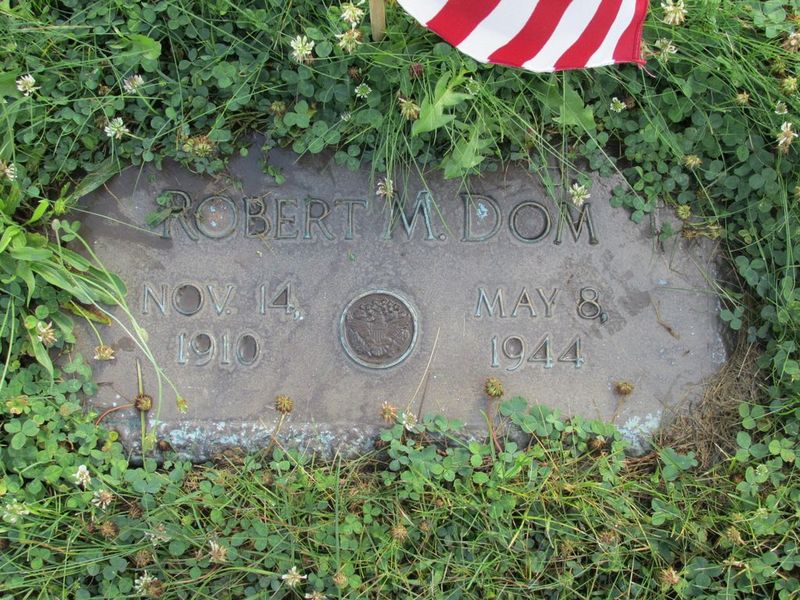 ROBERT M. DOM
NOV. 14, MAY 8,
1910 1944